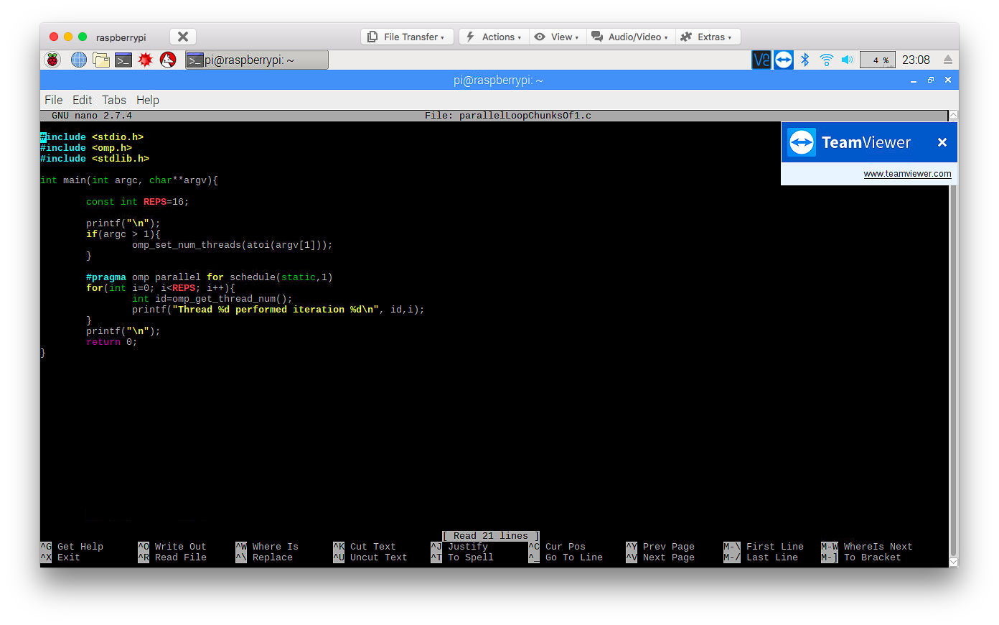 raspberrypi
File Transfer
Actions
View
Audio/Video
Extras
pi@raspberrypi: ~
4 %
23:08
pi@raspberrypi: ~
File Edit Tabs Help
GNU nano 2.7.4 File: parallelLoopChunksOf1.c
TeamViewer
www.teamviewer.com
#include <stdio.h>
#include <omp.h>
#include <stdlib.h>
int main(int argc, char**argv){
const int REPS=16;
printf("\n");
if(argc > 1){
omp_set_num_threads(atoi(argv[1]));
}
#pragma omp parallel for schedule(static,1)
for(int i=0; i<REPS; i++){
int id=omp_get_thread_num();
printf("Thread %d performed iteration %d\n", id,i);
}
printf("\n");
return 0;
}
[ Read 21 lines ]
^G Get Help ^O Write Out ^W Where Is ^K Cut Text ^J Justify ^C Cur Pos ^Y Prev Page M-\ First Line M-W WhereIs Next
^X Exit ^R Read File ^\ Replace ^U Uncut Text ^T To Spell ^_ Go To Line ^V Next Page M-/ Last Line M-] To Bracket